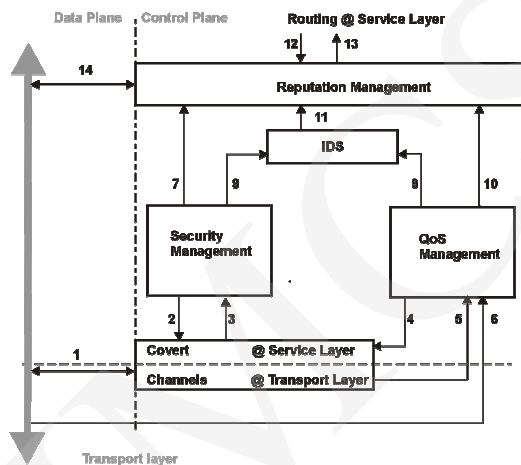 Data Plane Control Plane Routing @ Service Layer
12 13
14
Reputation Management
11
IDS
7 9 9 10
Security
Management
QoS
Management
2 3 4 5 6
1
Covert @ Service Layer
Channels @ Transport Layer
Transport layer